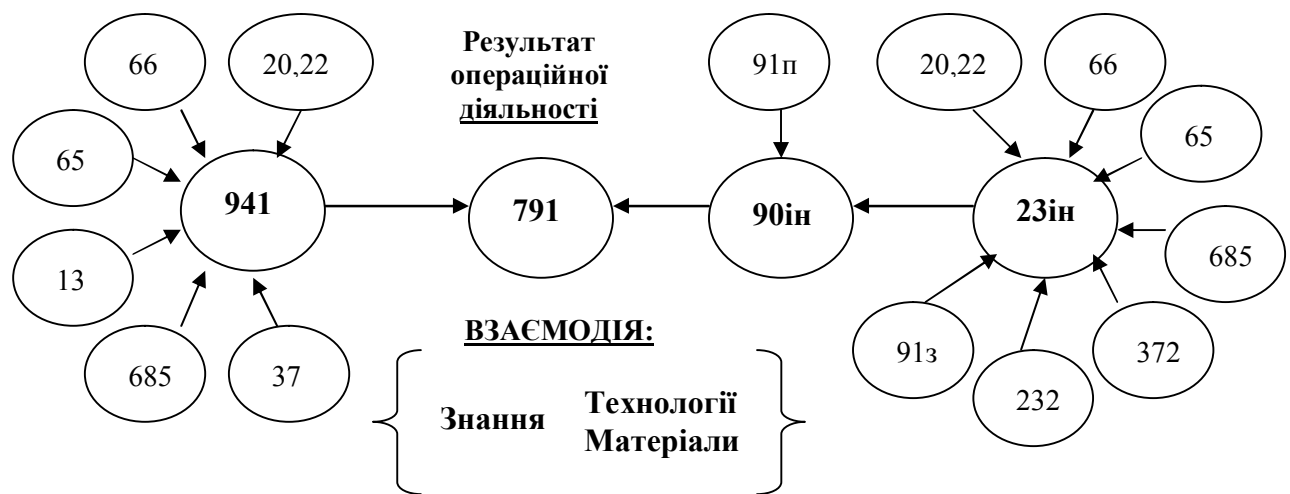 66
20,22
Результат
операційної
діяльності
91п
20,22
66
65
65
941
791
90ін
23ін
13
685
685
37
ВЗАЄМОДІЯ:
91з
232
372
Знання
Технології
Матеріали